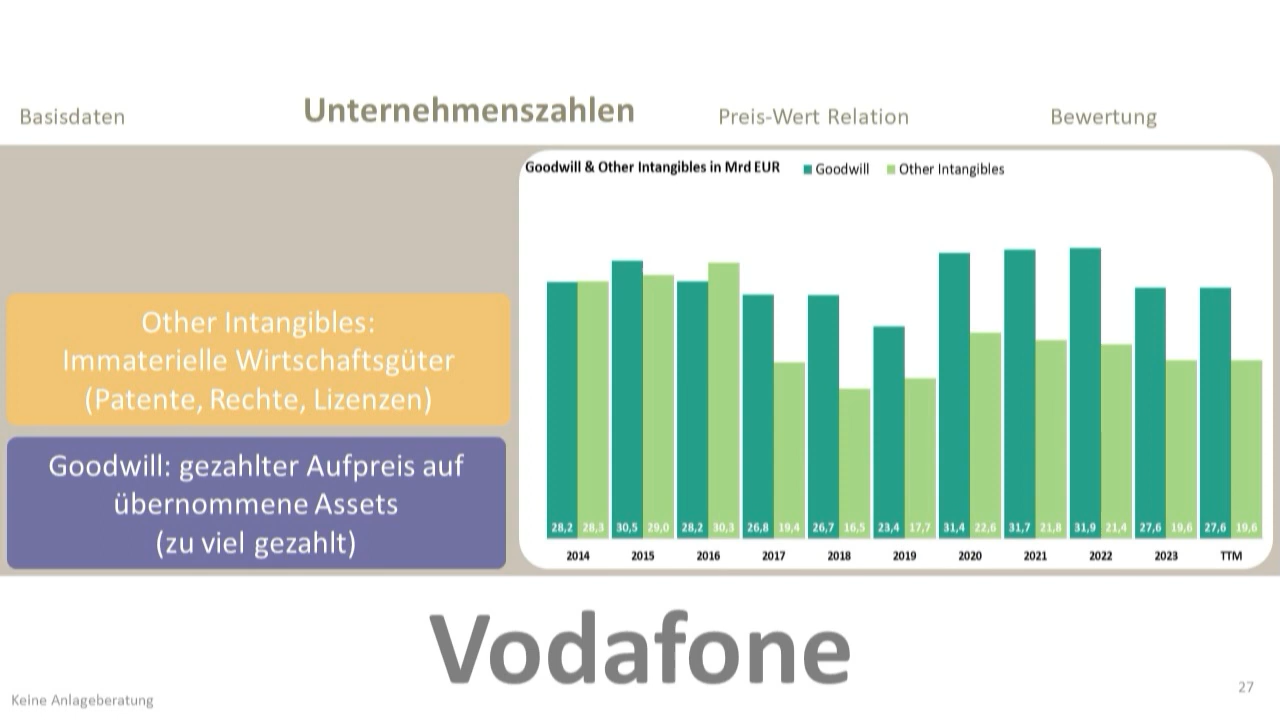 Basisdaten
Unternehmenszahlen
Preis-Wert Relation
Bewertung
Goodwill & Other Intangibles in Mrd EUR
Goodwill
Other Intangibles
Other Intangibles:
Immaterielle Wirtschaftsgüter
(Patente, Rechte, Lizenzen)
Goodwill: gezahlter Aufpreis auf
übernommene Assets
(zu viel gezahlt)
28,2 28,3 30,5 29,0 28,2 30,3 26,8 19,4 26,7 16,5 23,4 17,7 31,4 22,6 31,7 21,8 31,9 21,4 27,6 19,6 27,6 19,6
2014 2015 2016 2017 2018 2019 2020 2021 2022 2023 TTM
Vodafone
Keine Anlageberatung
27